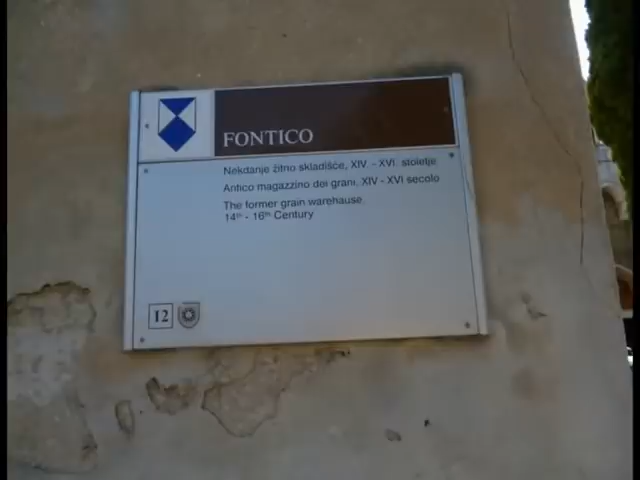 FONTICO
Nekdanje žitno skladišče, XIV. - XVI. stoletje
Antico magazzino dei grani, XIV - XVI secolo
The former grain warehause,
14th - 16th Century
12